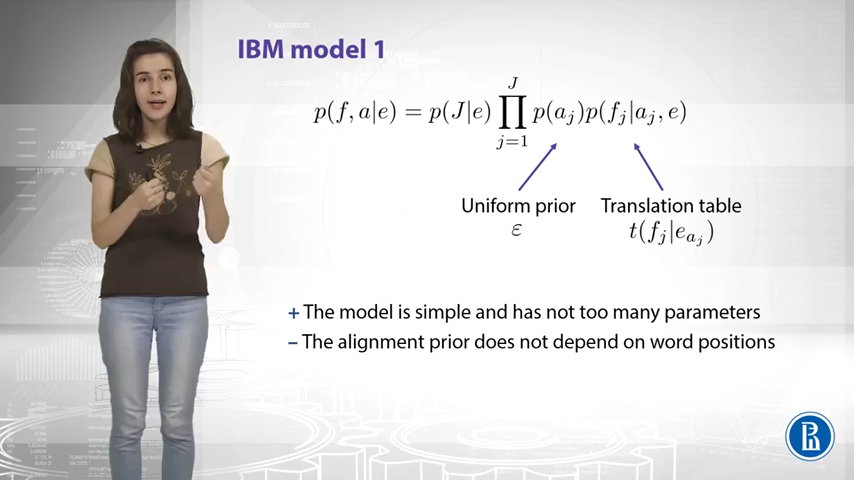 IBM model 1
p(f, a|e) = p(J|e) ∏_{j=1}^{J} p(a_j)p(f_j|a_j, e)
Uniform prior Translation table
ε t(f_j|e_{a_j})
+ The model is simple and has not too many parameters
– The alignment prior does not depend on word positions